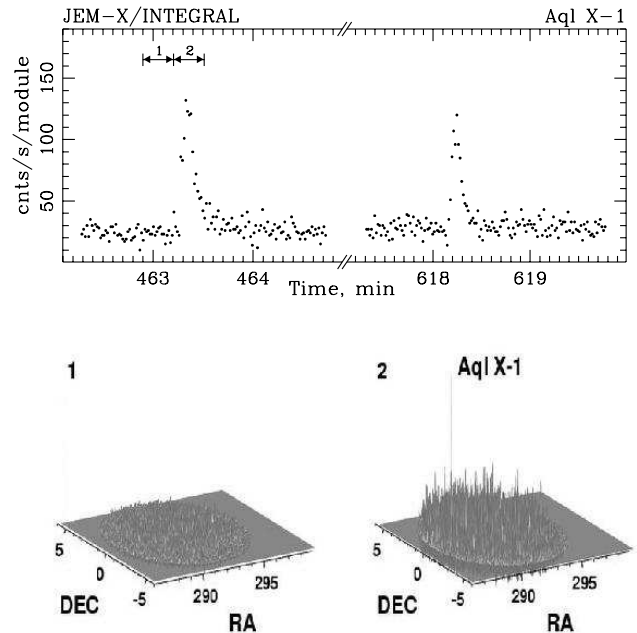 JEM-X/INTEGRAL Aql X-1
1 2
150
100
50
cnts/s/module
463 464 618 619
Time, min
1 2 Aql X-1
5 0 -5
DEC
290 295
RA
5 0 -5
DEC
290 295
RA